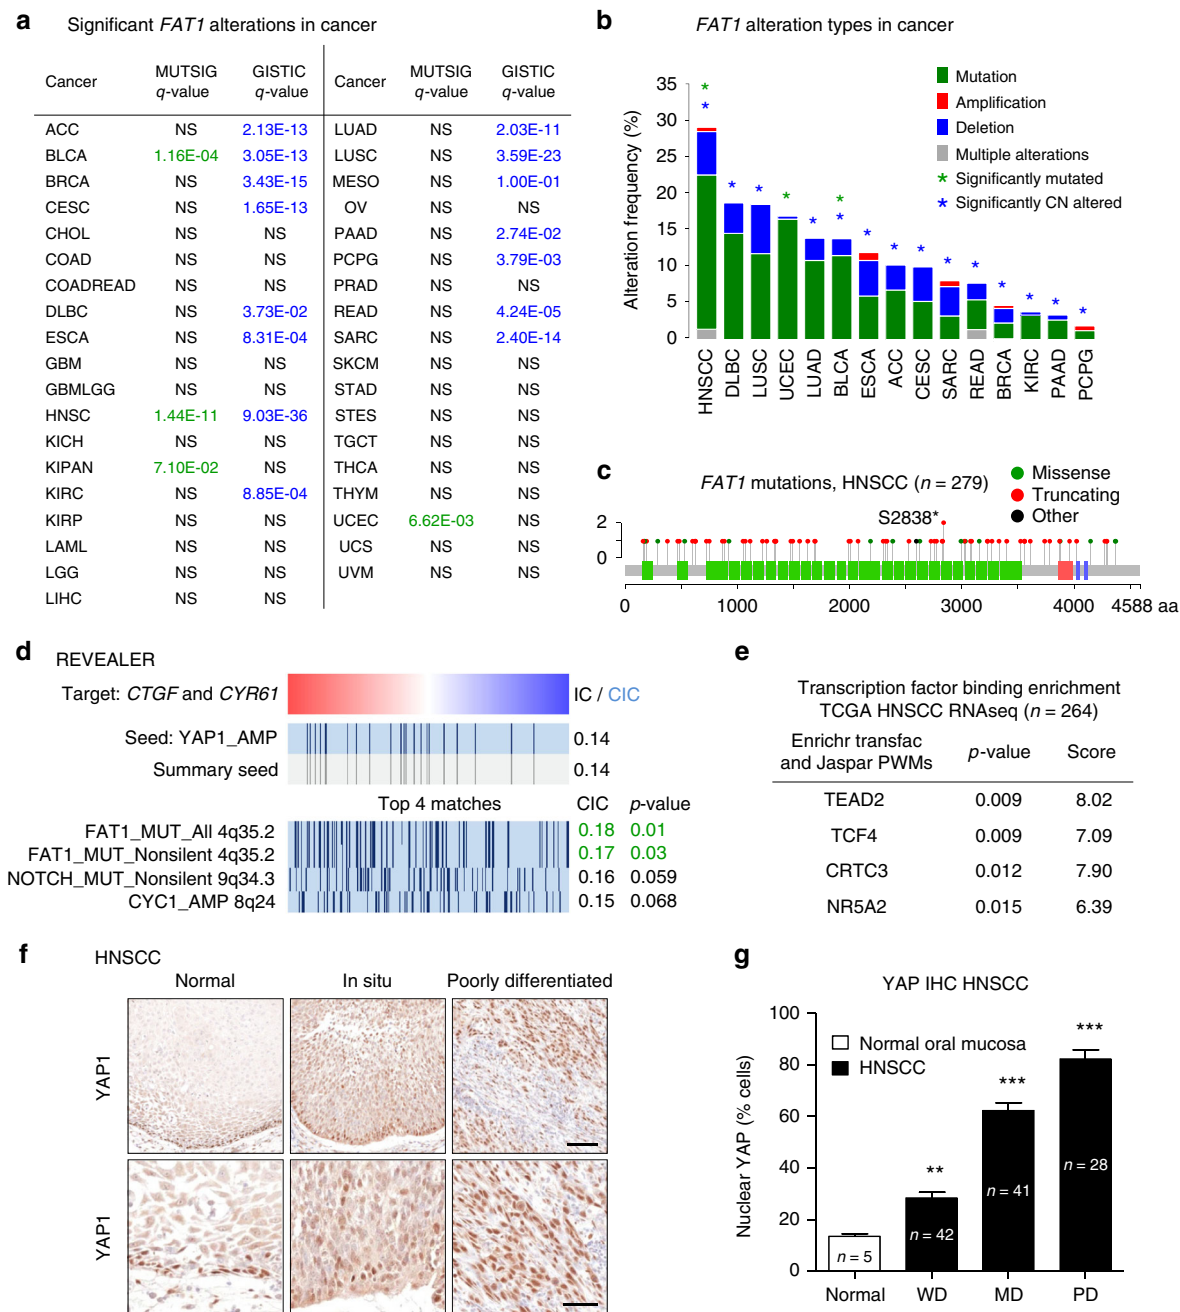 a Significant FAT1 alterations in cancer
Cancer MUTSIG q-value GISTIC q-value Cancer MUTSIG q-value GISTIC q-value
ACC NS 2.13E-13 LUAD NS 2.03E-11
BLCA 1.16E-04 3.05E-13 LUSC NS 3.59E-23
BRCA NS 3.43E-15 MESO NS 1.00E-01
CESC NS 1.65E-13 OV NS NS
CHOL NS NS PAAD NS 2.74E-02
COAD NS NS PCPG NS 3.79E-03
COADREAD NS NS PRAD NS NS
DLBC NS 3.73E-02 READ NS 4.24E-05
ESCA NS 8.31E-04 SARC NS 2.40E-14
GBM NS NS SKCM NS NS
GBMLGG NS NS STAD NS NS
HNSC 1.44E-11 9.03E-36 STES NS NS
KICH NS NS TGCT NS NS
KIPAN 7.10E-02 NS THCA NS NS
KIRC NS 8.85E-04 THYM NS NS
KIRP NS NS UCEC 6.62E-03 NS
LAML NS NS UCS NS NS
LGG NS NS UVM NS NS
LIHC NS NS
b FAT1 alteration types in cancer
Alteration frequency (%)
35
30
25
20
15
10
5
0
Mutation
Amplification
Deletion
Multiple alterations
* Significantly mutated
* Significantly CN altered
HNSCC DLBC LUSC UCEC LUAD BLCA ESCA ACC CESC SARC READ BRCA KIRC PAAD PCPG
c FAT1 mutations, HNSCC (n = 279)
Missense
Truncating
Other
S2838*
2
1
0
0 1000 2000 3000 4000 4588 aa
d REVEALER
Target: CTGF and CYR61 IC / CIC
Seed: YAP1_AMP 0.14
Summary seed 0.14
Top 4 matches CIC p-value
FAT1_MUT_All 4q35.2 0.18 0.01
FAT1_MUT_Nonsilent 4q35.2 0.17 0.03
NOTCH_MUT_Nonsilent 9q34.3 0.16 0.059
CYC1_AMP 8q24 0.15 0.068
e
Transcription factor binding enrichment
TCGA HNSCC RNAseq (n = 264)
Enrichr transfac and Jaspar PWMs p-value Score
TEAD2 0.009 8.02
TCF4 0.009 7.09
CRTC3 0.012 7.90
NR5A2 0.015 6.39
f HNSCC
Normal In situ Poorly differentiated
YAP1
YAP1
g
YAP IHC HNSCC
Nuclear YAP (% cells)
100
80
60
40
20
0
Normal oral mucosa
HNSCC
** *** ***
n = 5 n = 42 n = 41 n = 28
Normal WD MD PD